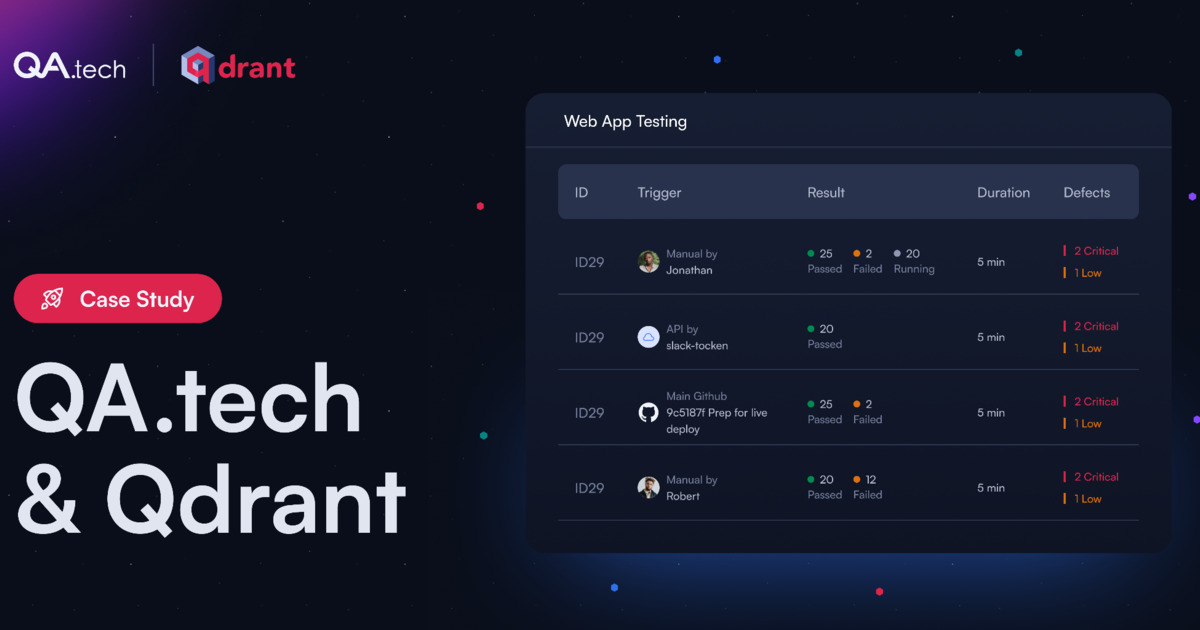 QA.tech
qdrant
Case Study
QA.tech
& Qdrant
Web App Testing
ID Trigger Result Duration Defects
ID29 Manual by Jonathan 25 Passed 2 Failed 20 Running 5 min 2 Critical 1 Low
ID29 API by slack-tocken 20 Passed 5 min 2 Critical 1 Low
ID29 Main Github 9c5187f Prep for live deploy 25 Passed 2 Failed 5 min 2 Critical 1 Low
ID29 Manual by Robert 20 Passed 12 Failed 5 min 2 Critical 1 Low